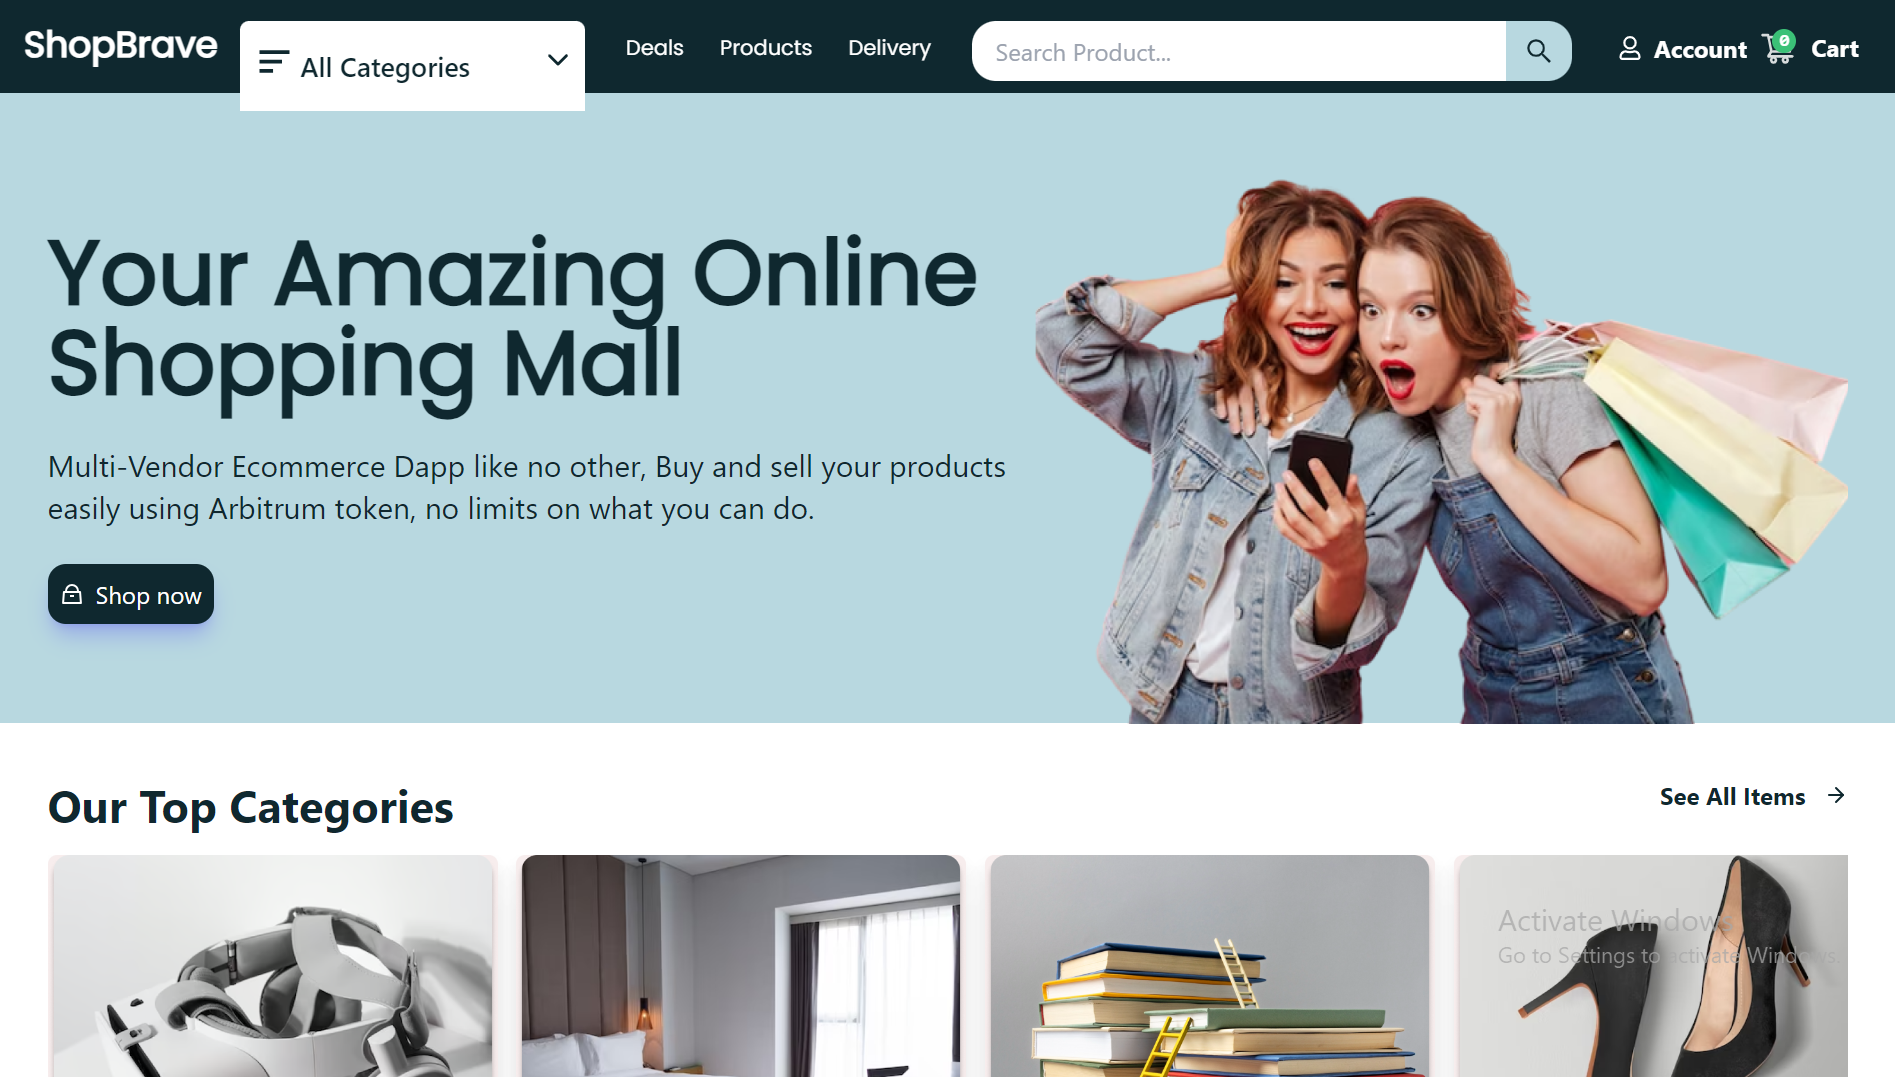 ShopBrave
All Categories
Deals
Products
Delivery
Search Product...
Account
0
Cart
Your Amazing Online
Shopping Mall
Multi-Vendor Ecommerce Dapp like no other, Buy and sell your products
easily using Arbitrum token, no limits on what you can do.
Shop now
Our Top Categories
See All Items
Activate Windows
Go to Settings to activate Windows.